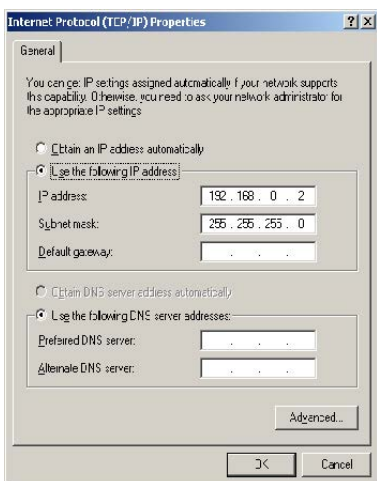 Internet Protocol (TCP/IP) Properties
General
You can get IP settings assigned automatically if your network supports
this capability. Otherwise, you need to ask your network administrator for
the appropriate IP settings.
Obtain an IP address automatically
Use the following IP address:
IP address: 192 . 168 . 0 . 2
Subnet mask: 255 . 255 . 255 . 0
Default gateway: . . .
Obtain DNS server address automatically
Use the following DNS server addresses:
Preferred DNS server: . . .
Alternate DNS server: . . .
Advanced...
OK Cancel